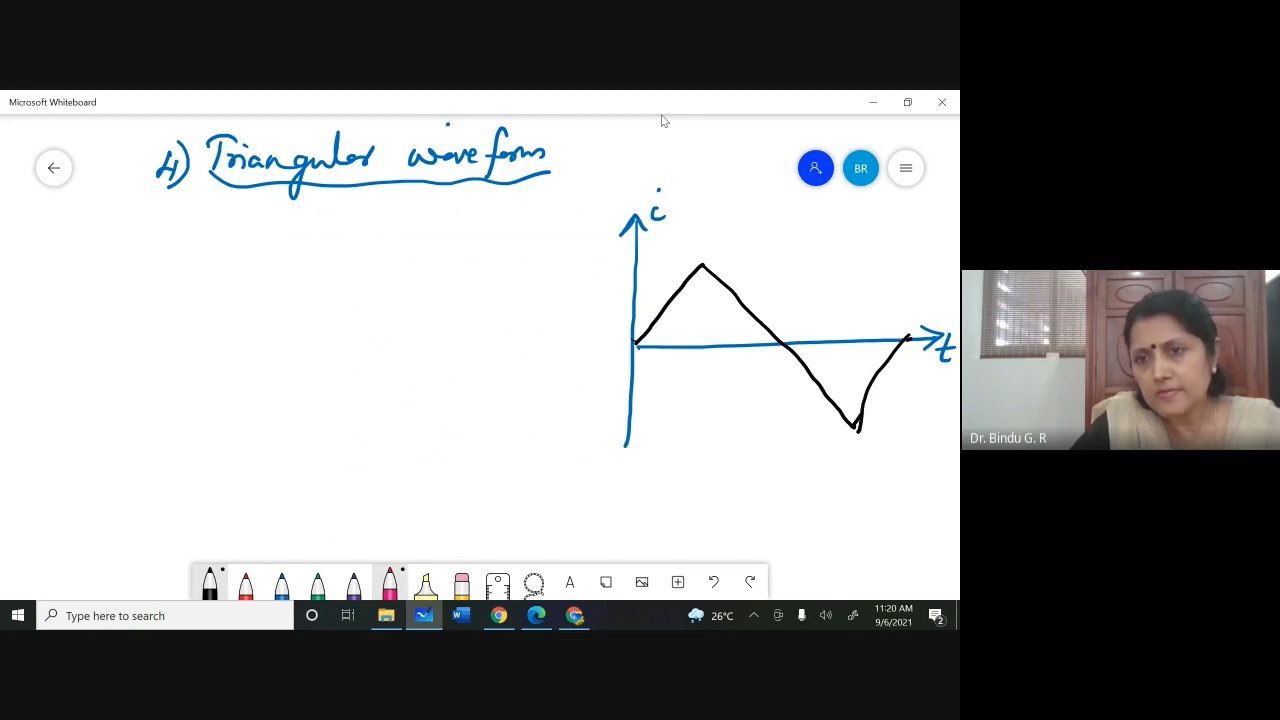 Microsoft Whiteboard
4) Triangular waveform
BR
i
t
Dr. Bindu G. R
A
W
Type here to search
26°C
11:20 AM
9/6/2021
2